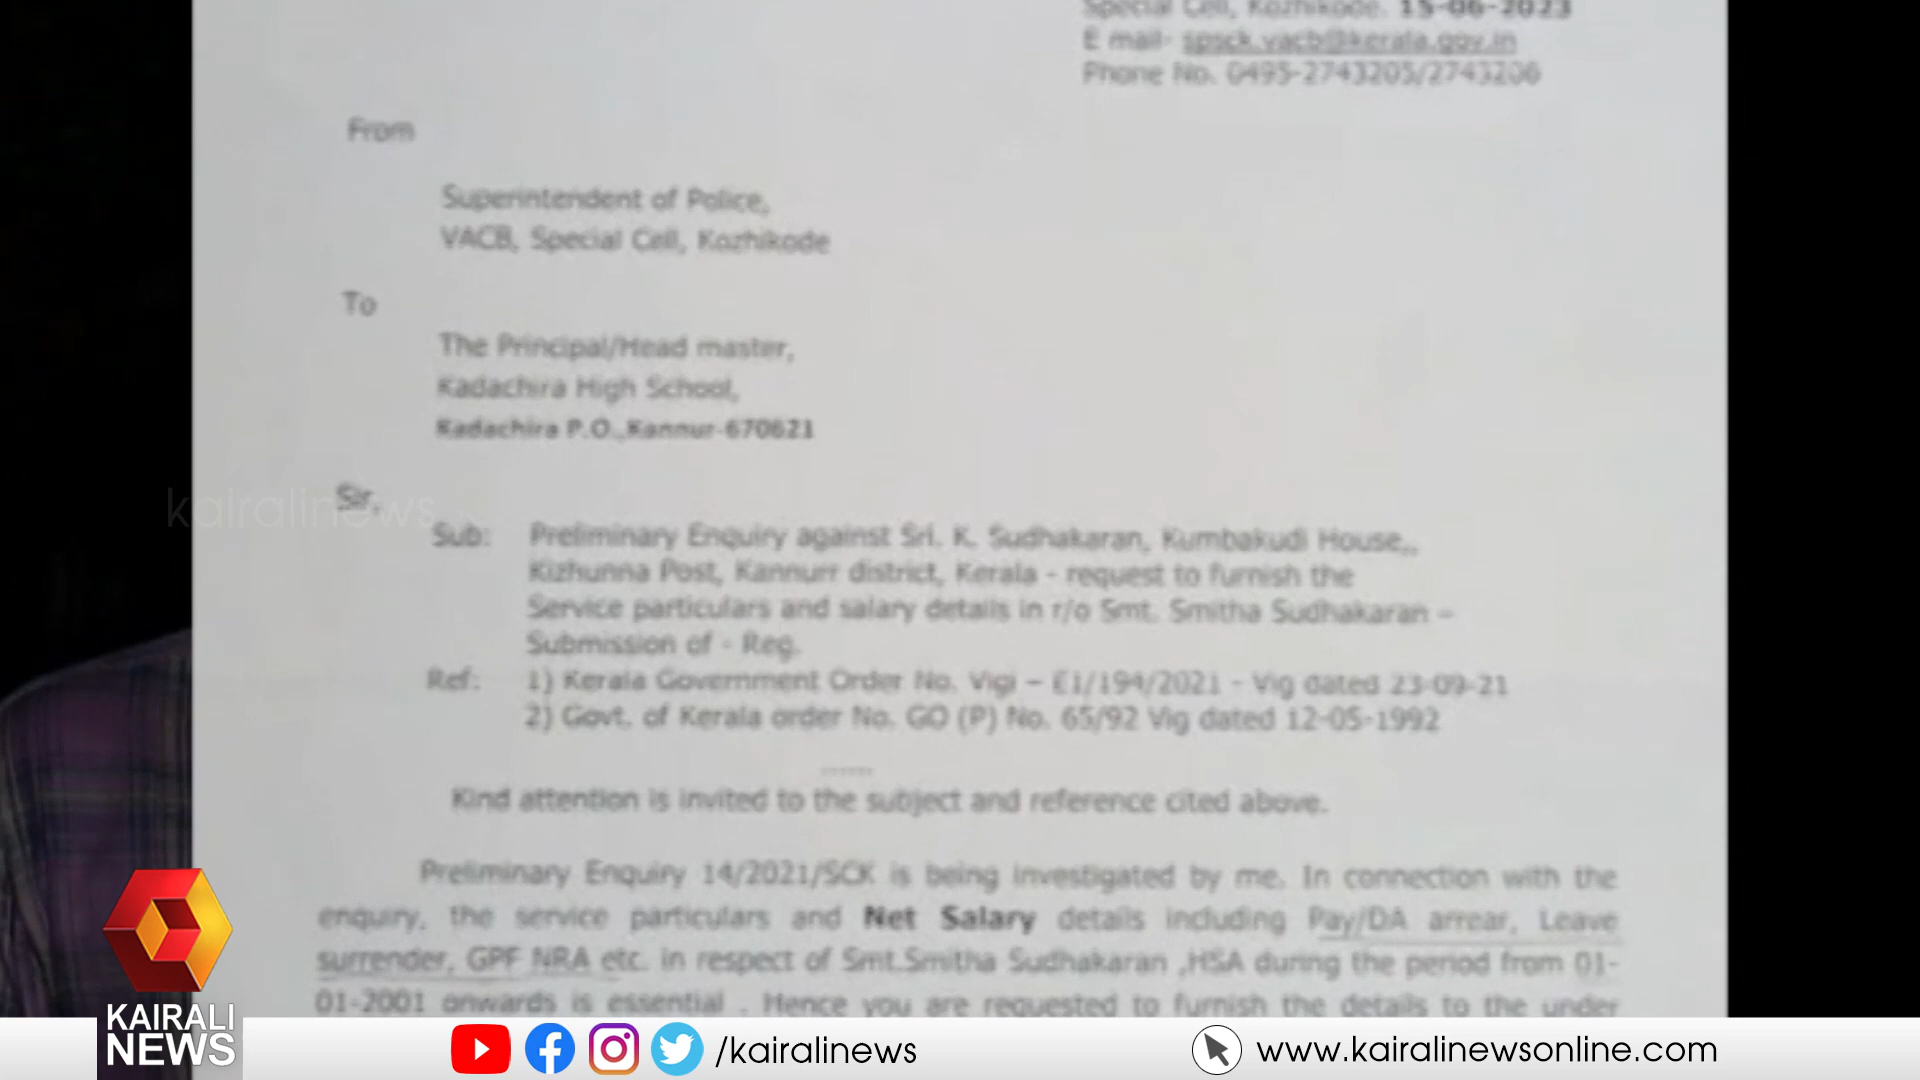 Special Cell, Kozhikode. 15-06-2023
E mail- spsck.vacb@kerala.gov.in
Phone No. 0495-2743205/2743206
From
Superintendent of Police,
VACB, Special Cell, Kozhikode
To
The Principal/Head master,
Kadachira High School,
Kadachira P.O.,Kannur-670621
Sir,
kairalinews
Sub: Preliminary Enquiry against Sri. K. Sudhakaran, Kumbakudi House,,
Kizhunna Post, Kannurr district, Kerala - request to furnish the
Service particulars and salary details in r/o Smt. Smitha Sudhakaran –
Submission of - Reg.
Ref: 1) Kerala Government Order No. Vigi – E1/194/2021 - Vig dated 23-09-21
2) Govt. of Kerala order No. GO (P) No. 65/92 Vig dated 12-05-1992
......
Kind attention is invited to the subject and reference cited above.
Preliminary Enquiry 14/2021/SCK is being investigated by me. In connection with the
enquiry, the service particulars and Net Salary details including Pay/DA arrear, Leave
surrender, GPF NRA etc. in respect of Smt.Smitha Sudhakaran ,HSA during the period from 01-
01-2001 onwards is essential . Hence you are requested to furnish the details to the under
KAIRALI
NEWS
/kairalinews
www.kairalinewsonline.com